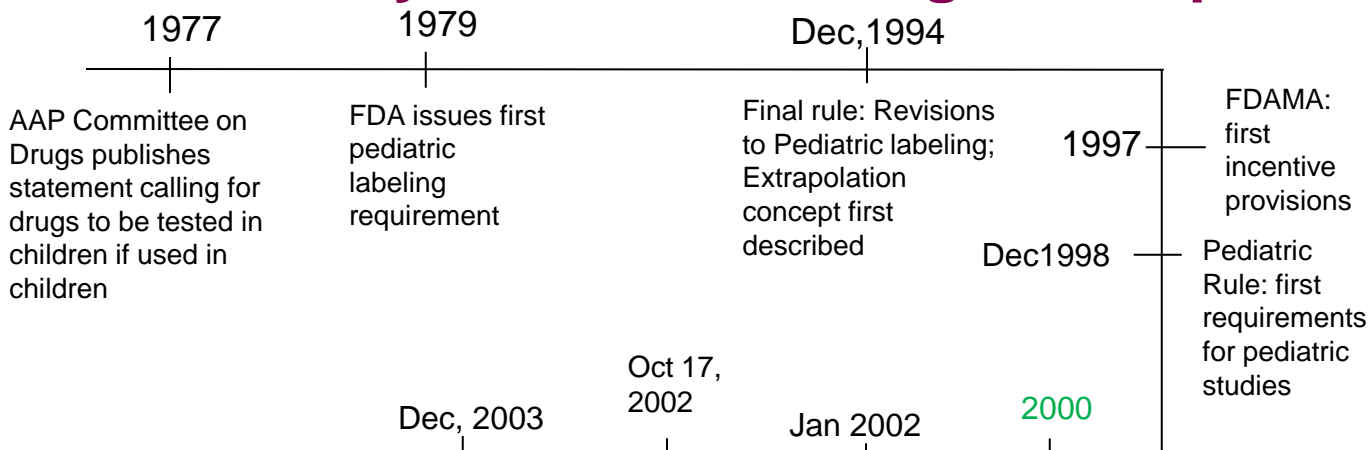 1977
1979
Dec,1994
AAP Committee on
Drugs publishes
statement calling for
drugs to be tested in
children if used in
children
FDA issues first
pediatric
labeling
requirement
Final rule: Revisions
to Pediatric labeling;
Extrapolation
concept first
described
1997
FDAMA:
first
incentive
provisions
Dec1998
Pediatric
Rule: first
requirements
for pediatric
studies
Oct 17,
2002
Dec, 2003
Jan 2002
2000